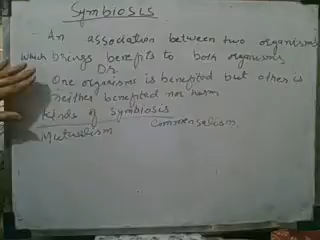 Symbiosis
An association between two organisms
which brings benefits to both organisms
Or
One organisms is benefited but other is
neither benefited nor harm
Kinds of Symbiosis
Mutualism Commensalism